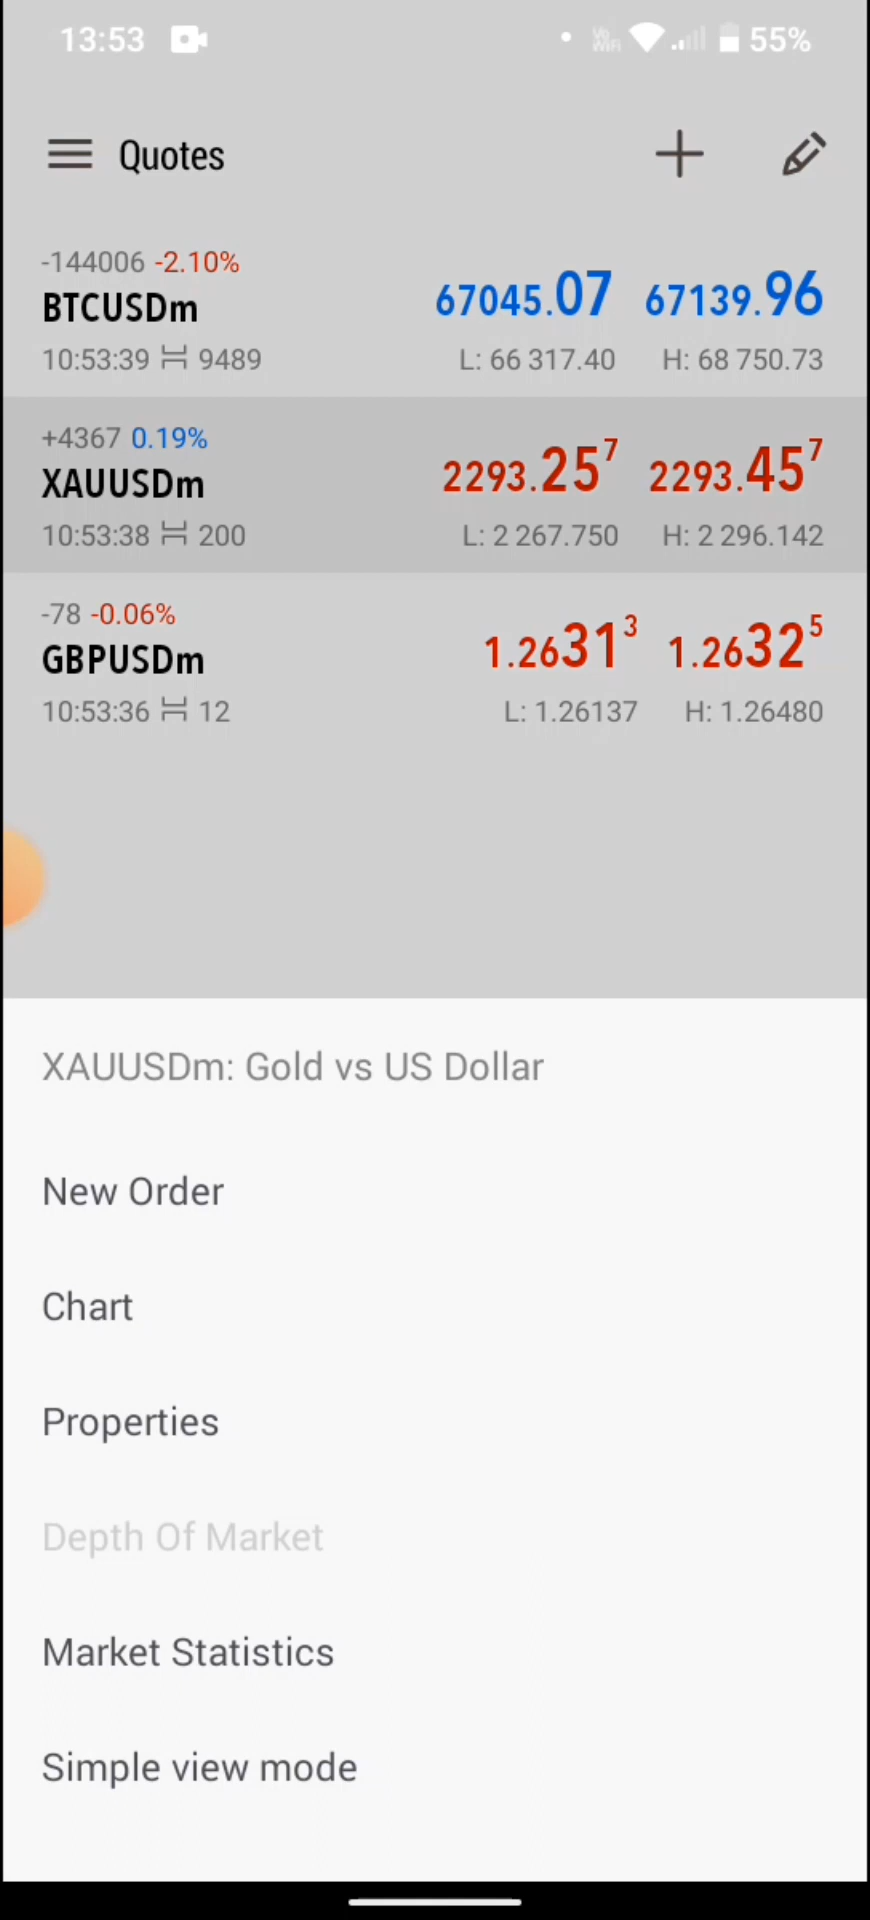 13:53 Vo WiFi 55%
Quotes
-144006 -2.10%
BTCUSDm 67045.07 67139.96
10:53:39 9489 L: 66 317.40 H: 68 750.73
+4367 0.19%
XAUUSDm 2293.257 2293.457
10:53:38 200 L: 2 267.750 H: 2 296.142
-78 -0.06%
GBPUSDm 1.26313 1.26325
10:53:36 12 L: 1.26137 H: 1.26480
XAUUSDm: Gold vs US Dollar
New Order
Chart
Properties
Depth Of Market
Market Statistics
Simple view mode